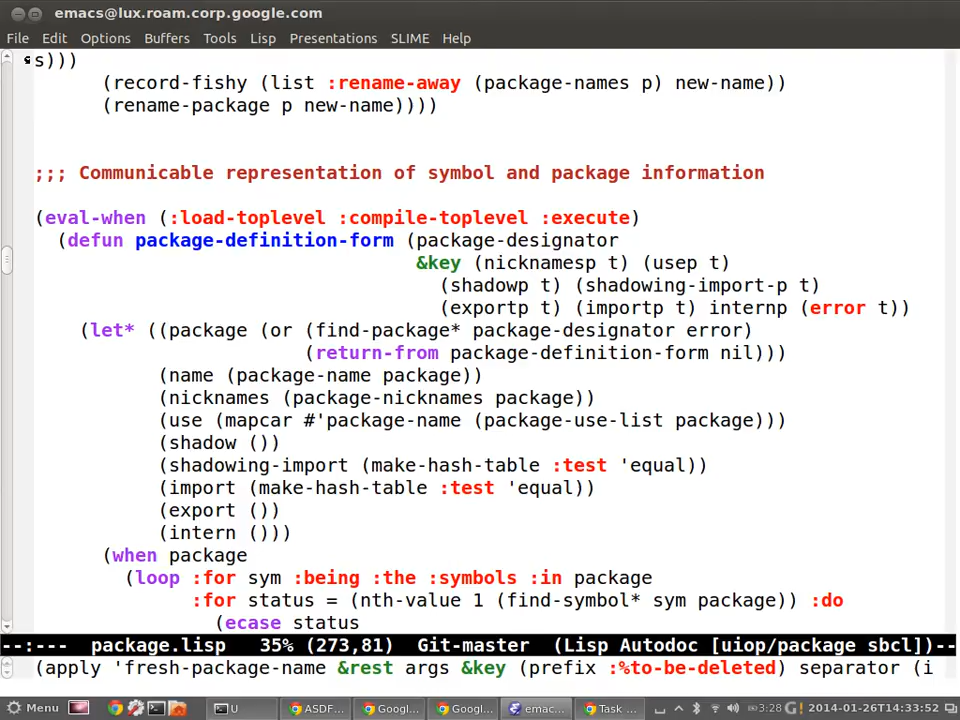 emacs@lux.roam.corp.google.com
File Edit Options Buffers Tools Lisp Presentations SLIME Help
s)))
(record-fishy (list :rename-away (package-names p) new-name))
(rename-package p new-name))))
;;; Communicable representation of symbol and package information
(eval-when (:load-toplevel :compile-toplevel :execute)
(defun package-definition-form (package-designator
&key (nicknamesp t) (usep t)
(shadowp t) (shadowing-import-p t)
(exportp t) (importp t) internp (error t))
(let* ((package (or (find-package* package-designator error)
(return-from package-definition-form nil)))
(name (package-name package))
(nicknames (package-nicknames package))
(use (mapcar #'package-name (package-use-list package)))
(shadow ())
(shadowing-import (make-hash-table :test 'equal))
(import (make-hash-table :test 'equal))
(export ())
(intern ()))
(when package
(loop :for sym :being :the :symbols :in package
:for status = (nth-value 1 (find-symbol* sym package)) :do
(ecase status
--:--- package.lisp 35% (273,81) Git-master (Lisp Autodoc [uiop/package sbcl])--
(apply 'fresh-package-name &rest args &key (prefix :%to-be-deleted) separator (i
Menu U ASDF... Googl... Googl... emac... Task ... 3:28 2014-01-26T14:33:52